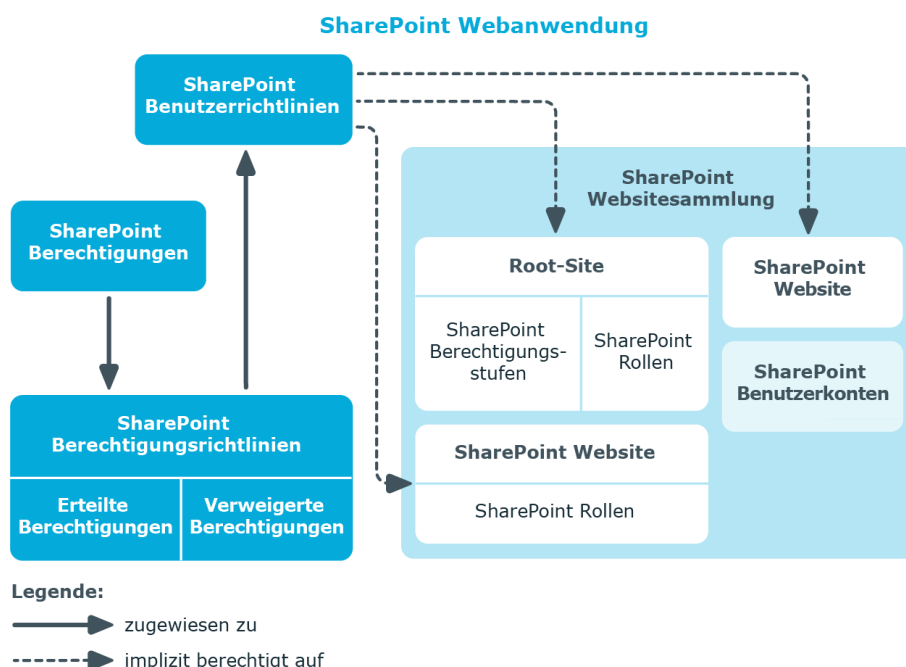 SharePoint Webanwendung
SharePoint
Benutzerrichtlinien
SharePoint
Berechtigungen
SharePoint
Berechtigungsrichtlinien
Erteilte
Berechtigungen
Verweigerte
Berechtigungen
SharePoint
Websitesammlung
Root-Site
SharePoint
Berechtigungs-
stufen
SharePoint
Rollen
SharePoint
Website
SharePoint
Benutzerkonten
SharePoint Website
SharePoint Rollen
Legende:
zugewiesen zu
implizit berechtigt auf